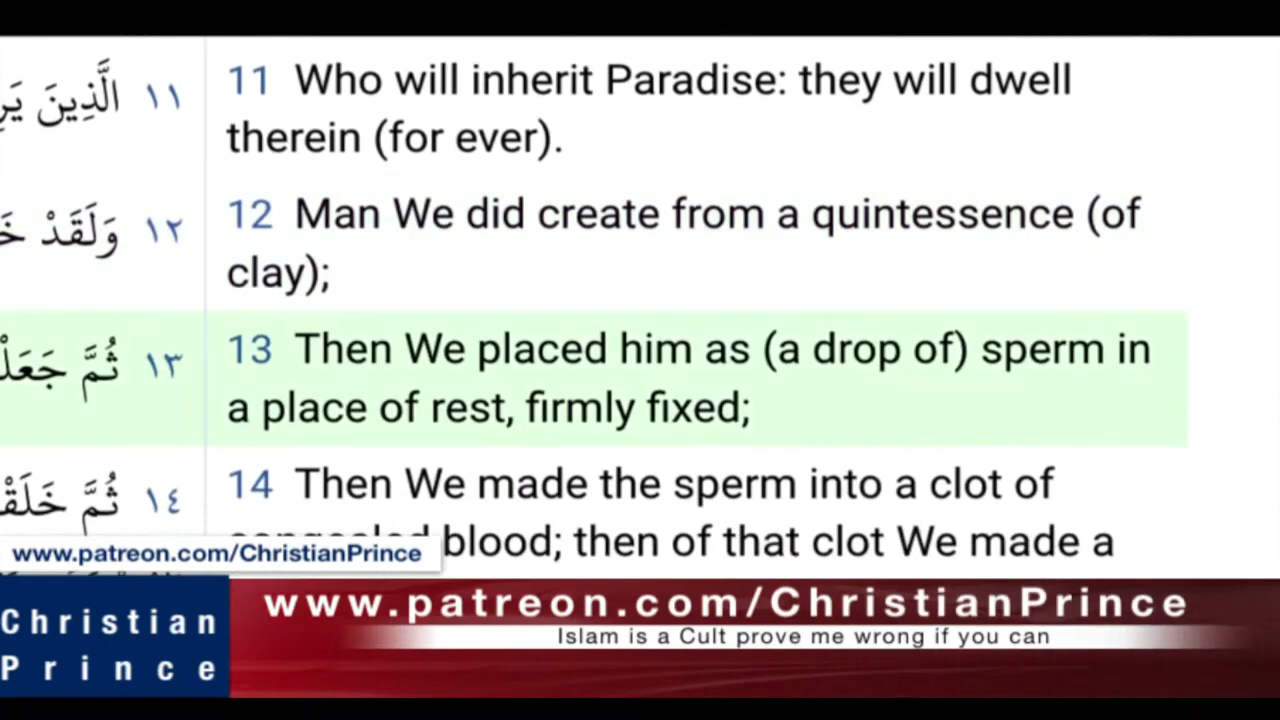 11 Who will inherit Paradise: they will dwell
therein (for ever).
١١ الَّذِينَ
12 Man We did create from a quintessence (of
clay);
١٢ وَلَقَدْ
13 Then We placed him as (a drop of) sperm in
a place of rest, firmly fixed;
١٣ ثُمَّ
14 Then We made the sperm into a clot of
blood; then of that clot We made a
١٤ ثُمَّ
www.patreon.com/ChristianPrince
www.patreon.com/ChristianPrince
Islam is a Cult prove me wrong if you can
Christian
Prince